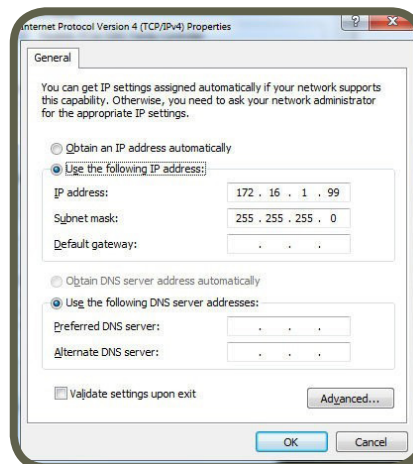 Internet Protocol Version 4 (TCP/IPv4) Properties
General
You can get IP settings assigned automatically if your network supports
this capability. Otherwise, you need to ask your network administrator
for the appropriate IP settings.
Obtain an IP address automatically
Use the following IP address:
IP address: 172 . 16 . 1 . 99
Subnet mask: 255 . 255 . 255 . 0
Default gateway: . . .
Obtain DNS server address automatically
Use the following DNS server addresses:
Preferred DNS server: . . .
Alternate DNS server: . . .
Validate settings upon exit
Advanced...
OK Cancel